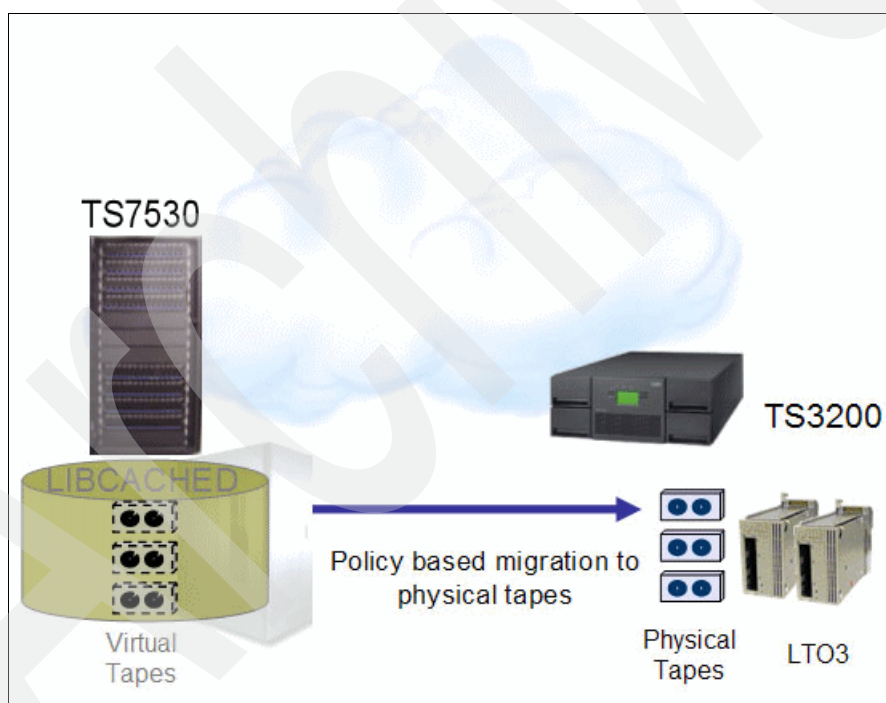 TS7530
TS3200
LIBCACHED
Policy based migration to
physical tapes
Virtual
Tapes
Physical
Tapes
LTO3